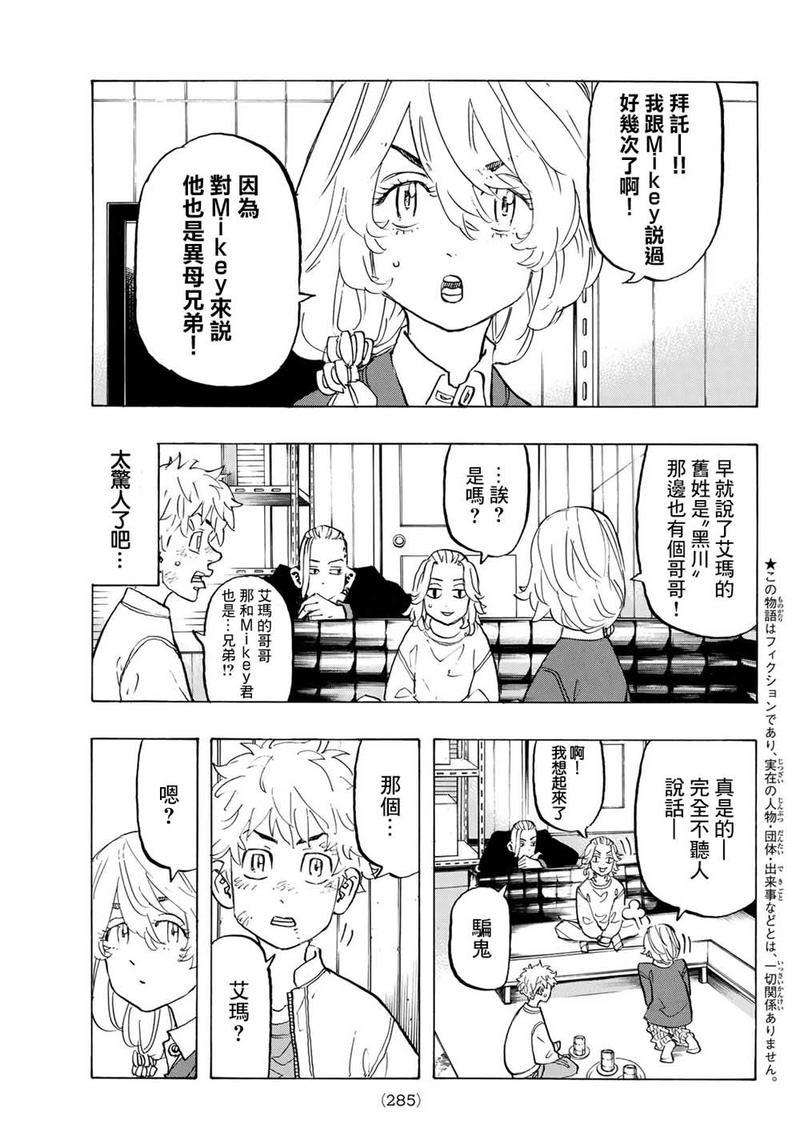 拜託─!!
我跟Mikey說過
好幾次了啊！
因為
對Mikey來說
他也是異母兄弟！
早就說了艾瑪的
舊姓是“黑川”
那邊也有個哥哥！
…誒？
是嗎？
艾瑪的哥哥
那和Mikey君
也是…兄弟!?
太驚人了吧…
真是的─
完全不聽人
說話─
啊！
我想起來了
騙鬼
那個…
艾瑪？
嗯？
★この物語はフィクションであり、実在の人物・団体・出来事などとは、一切関係ありません。
(285)